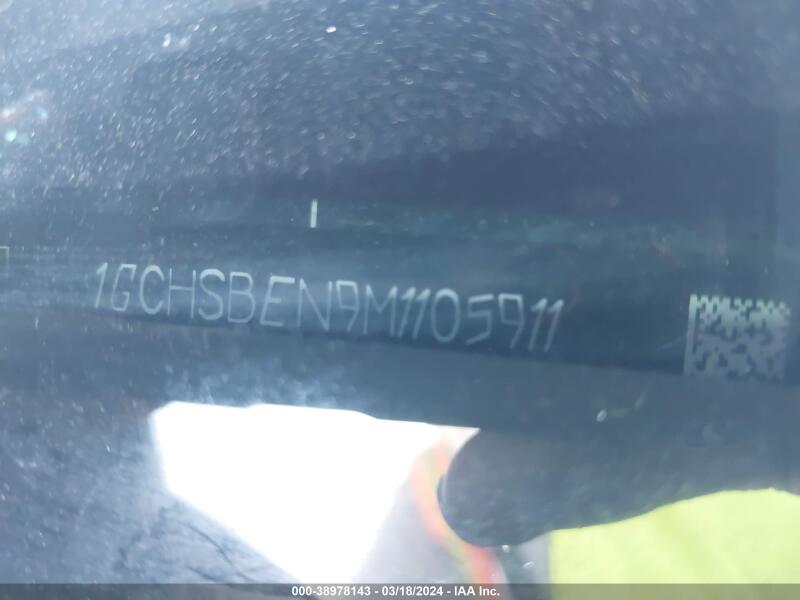 1GCHSBEN9M1105911
000-38978143 - 03/18/2024 - IAA Inc.